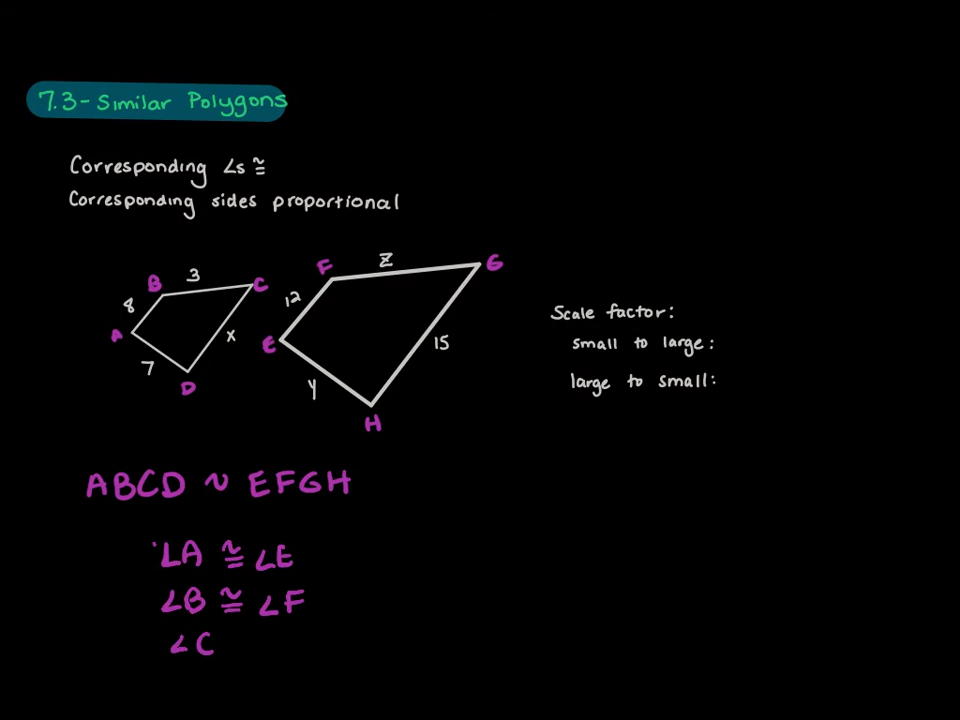 7.3 - Similar Polygons
Corresponding ∠s ≅
Corresponding sides proportional
B 3 C
8
A
7
x
D
F z G
12
E
15
y
H
Scale factor:
small to large:
large to small:
ABCD ~ EFGH
∠A ≅ ∠E
∠B ≅ ∠F
∠C